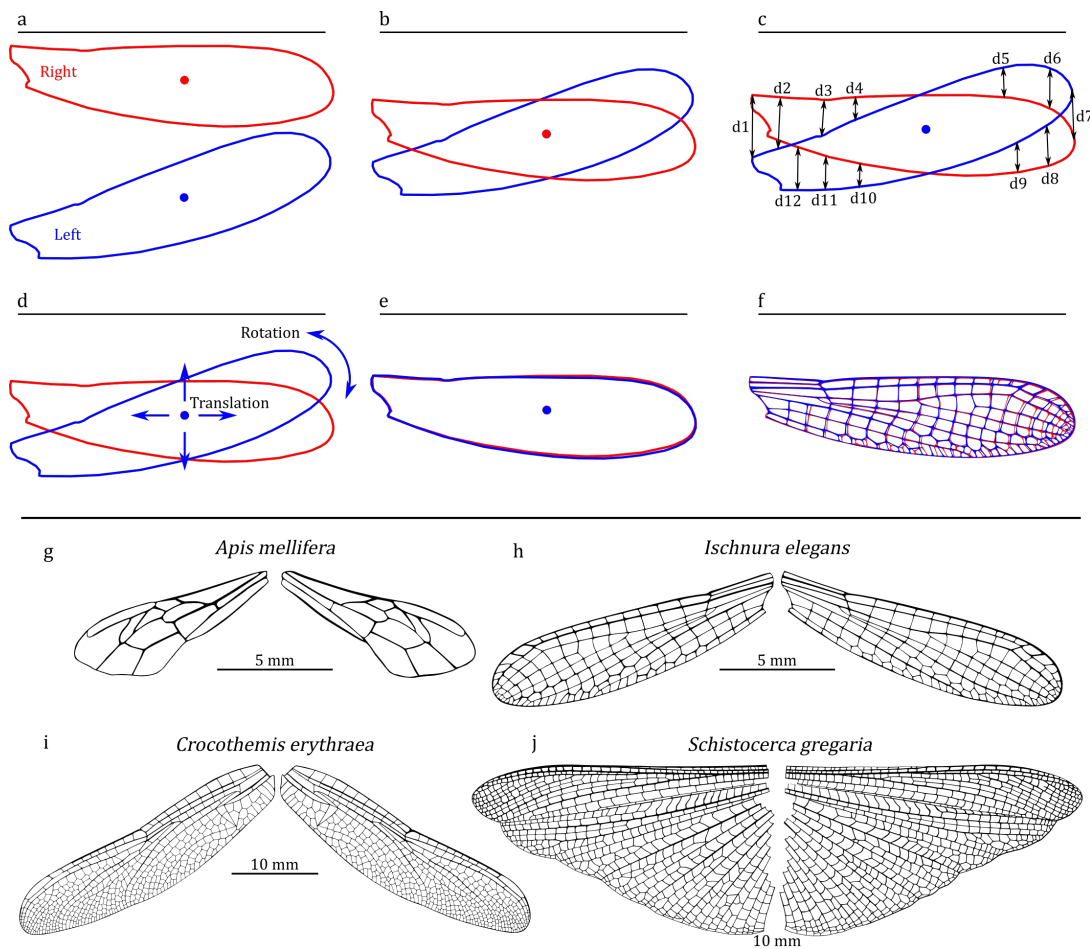 a
b
c
Right
Left
d1
d2
d3
d4
d5
d6
d7
d8
d9
d10
d11
d12
d
e
f
Rotation
Translation
g
Apis mellifera
5 mm
h
Ischnura elegans
5 mm
i
Crocothemis erythraea
10 mm
j
Schistocerca gregaria
10 mm